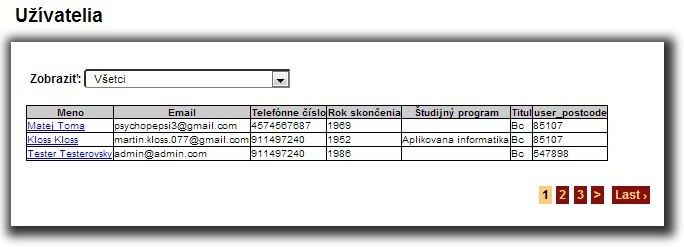 Užívatelia
Zobraziť: Všetci
Meno Email Telefónne číslo Rok skončenia Študijný program Titul user_postcode
Matej Toma psychopepsi3@gmail.com 4574567687 1969 Bc 85107
Kloss Kloss martin.kloss.077@gmail.com 911497240 1952 Aplikovana informatika Bc 85107
Tester Testerovsky admin@admin.com 911497240 1986 Bc 547898
1 2 3 > Last ›